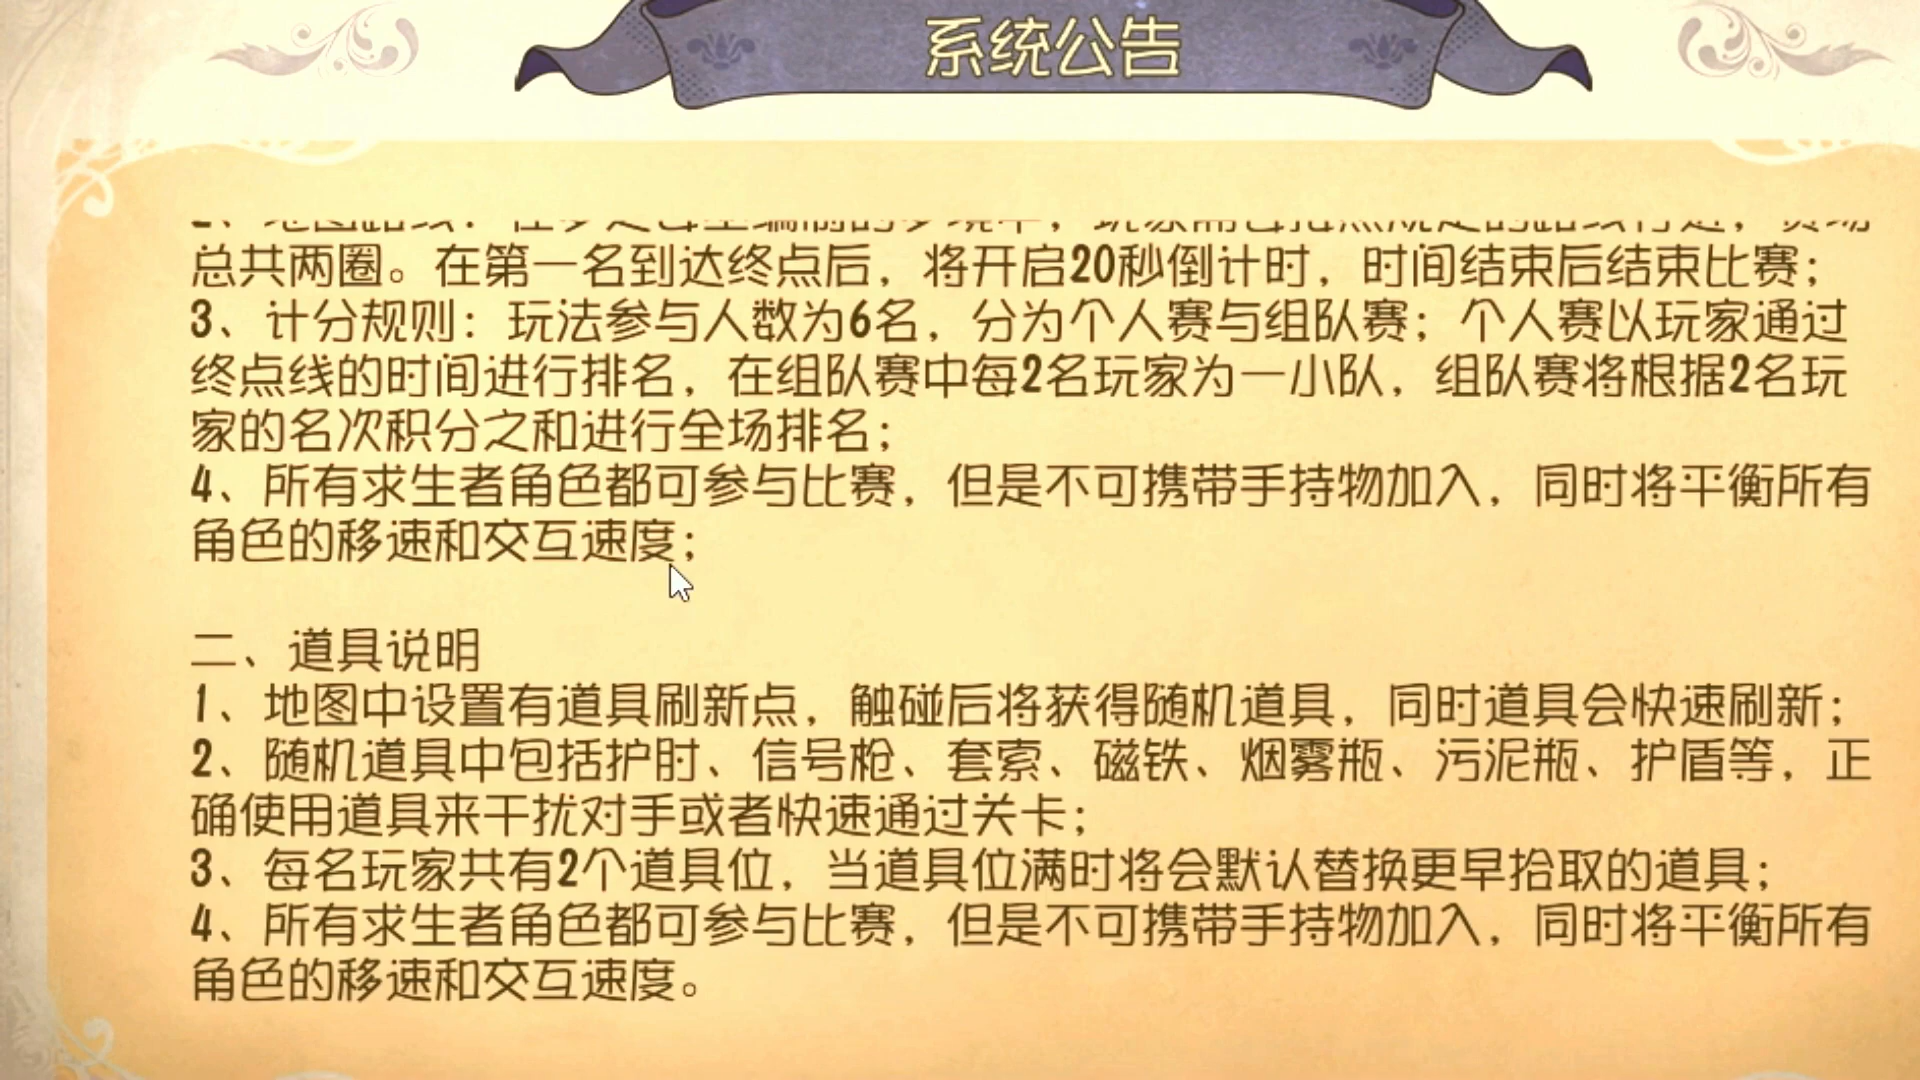 系统公告
总共两圈。在第一名到达终点后，将开启20秒倒计时，时间结束后结束比赛；
3、计分规则：玩法参与人数为6名，分为个人赛与组队赛；个人赛以玩家通过
终点线的时间进行排名，在组队赛中每2名玩家为一小队，组队赛将根据2名玩
家的名次积分之和进行全场排名；
4、所有求生者角色都可参与比赛，但是不可携带手持物加入，同时将平衡所有
角色的移速和交互速度；
二、道具说明
1、地图中设置有道具刷新点，触碰后将获得随机道具，同时道具会快速刷新；
2、随机道具中包括护肘、信号枪、套索、磁铁、烟雾瓶、污泥瓶、护盾等，正
确使用道具来干扰对手或者快速通过关卡；
3、每名玩家共有2个道具位，当道具位满时将会默认替换更早拾取的道具；
4、所有求生者角色都可参与比赛，但是不可携带手持物加入，同时将平衡所有
角色的移速和交互速度。